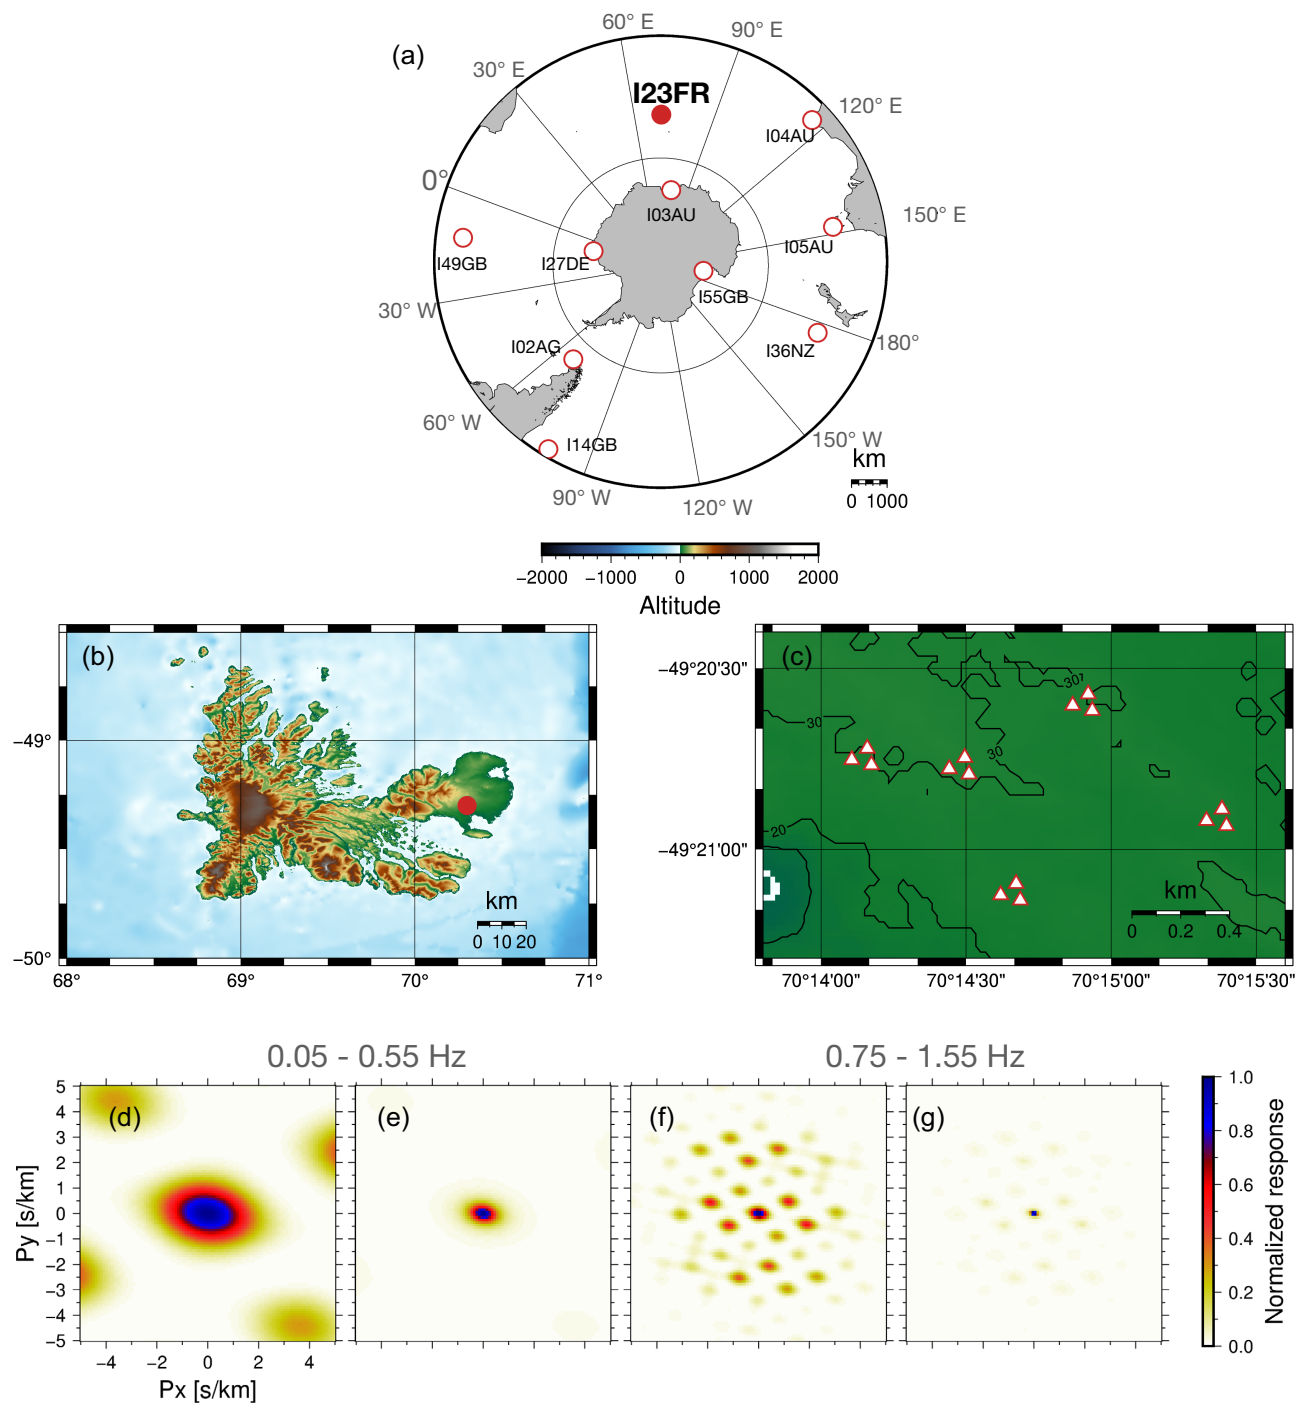 (a)
60° E
90° E
30° E
I23FR
120° E
I04AU
0°
I03AU
150° E
I05AU
I49GB
I27DE
I55GB
30° W
I02AG
I36NZ
180°
60° W
I14GB
150° W
km
0 1000
90° W
120° W
−2000 −1000 0 1000 2000
Altitude
(b)
−49°
−50°
km
0 10 20
68° 69° 70° 71°
(c)
−49°20'30"
−49°21'00"
30
30
30
20
km
0 0.2 0.4
70°14'00" 70°14'30" 70°15'00" 70°15'30"
0.05 - 0.55 Hz
0.75 - 1.55 Hz
(d)
(e)
(f)
(g)
5
4
3
2
1
0
−1
−2
−3
−4
−5
Py [s/km]
−4 −2 0 2 4
Px [s/km]
1.0
0.8
0.6
0.4
0.2
0.0
Normalized response